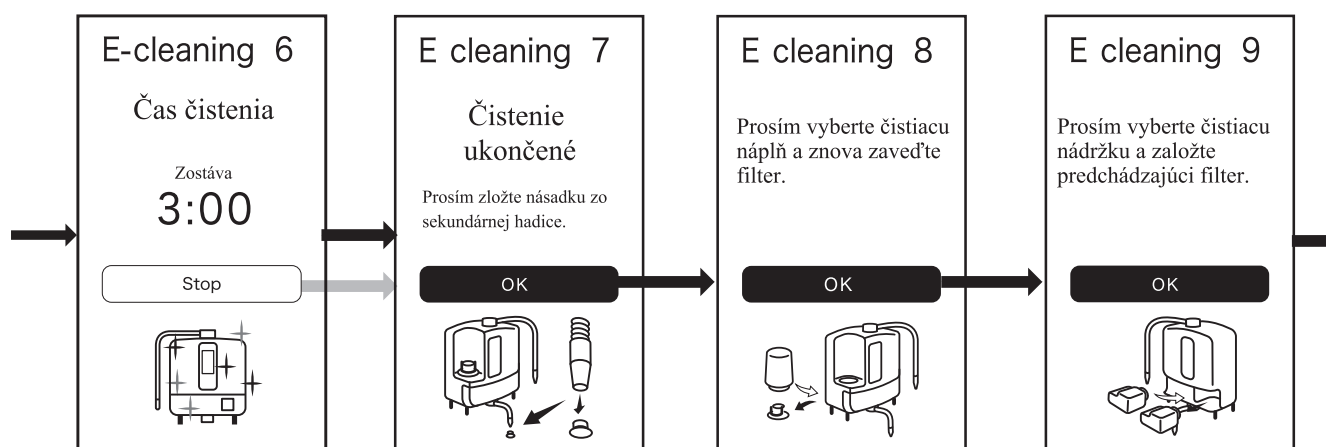 E-cleaning 6
Čas čistenia
Zostáva
3:00
Stop
E cleaning 7
Čistenie
ukončené
Prosím zložte násadku zo
sekundárnej hadice.
OK
E cleaning 8
Prosím vyberte čistiacu
náplň a znova zaveďte
filter.
OK
E cleaning 9
Prosím vyberte čistiacu
nádržku a založte
predchádzajúci filter.
OK